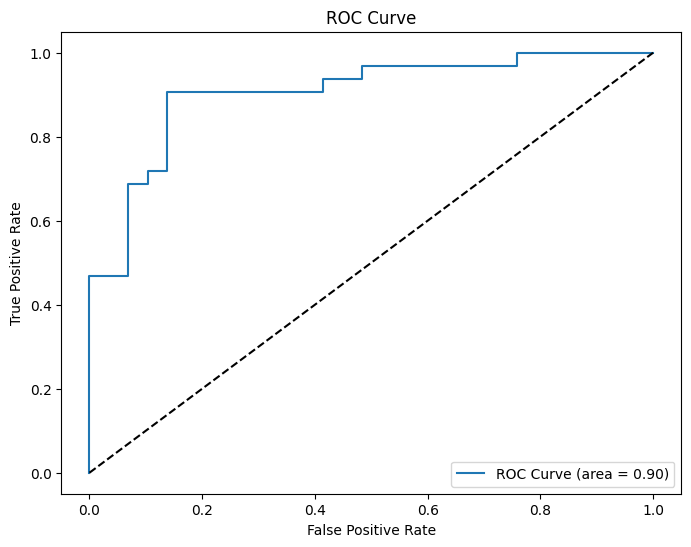 ROC Curve
True Positive Rate
1.0
0.8
0.6
0.4
0.2
0.0
0.0 0.2 0.4 0.6 0.8 1.0
False Positive Rate
ROC Curve (area = 0.90)